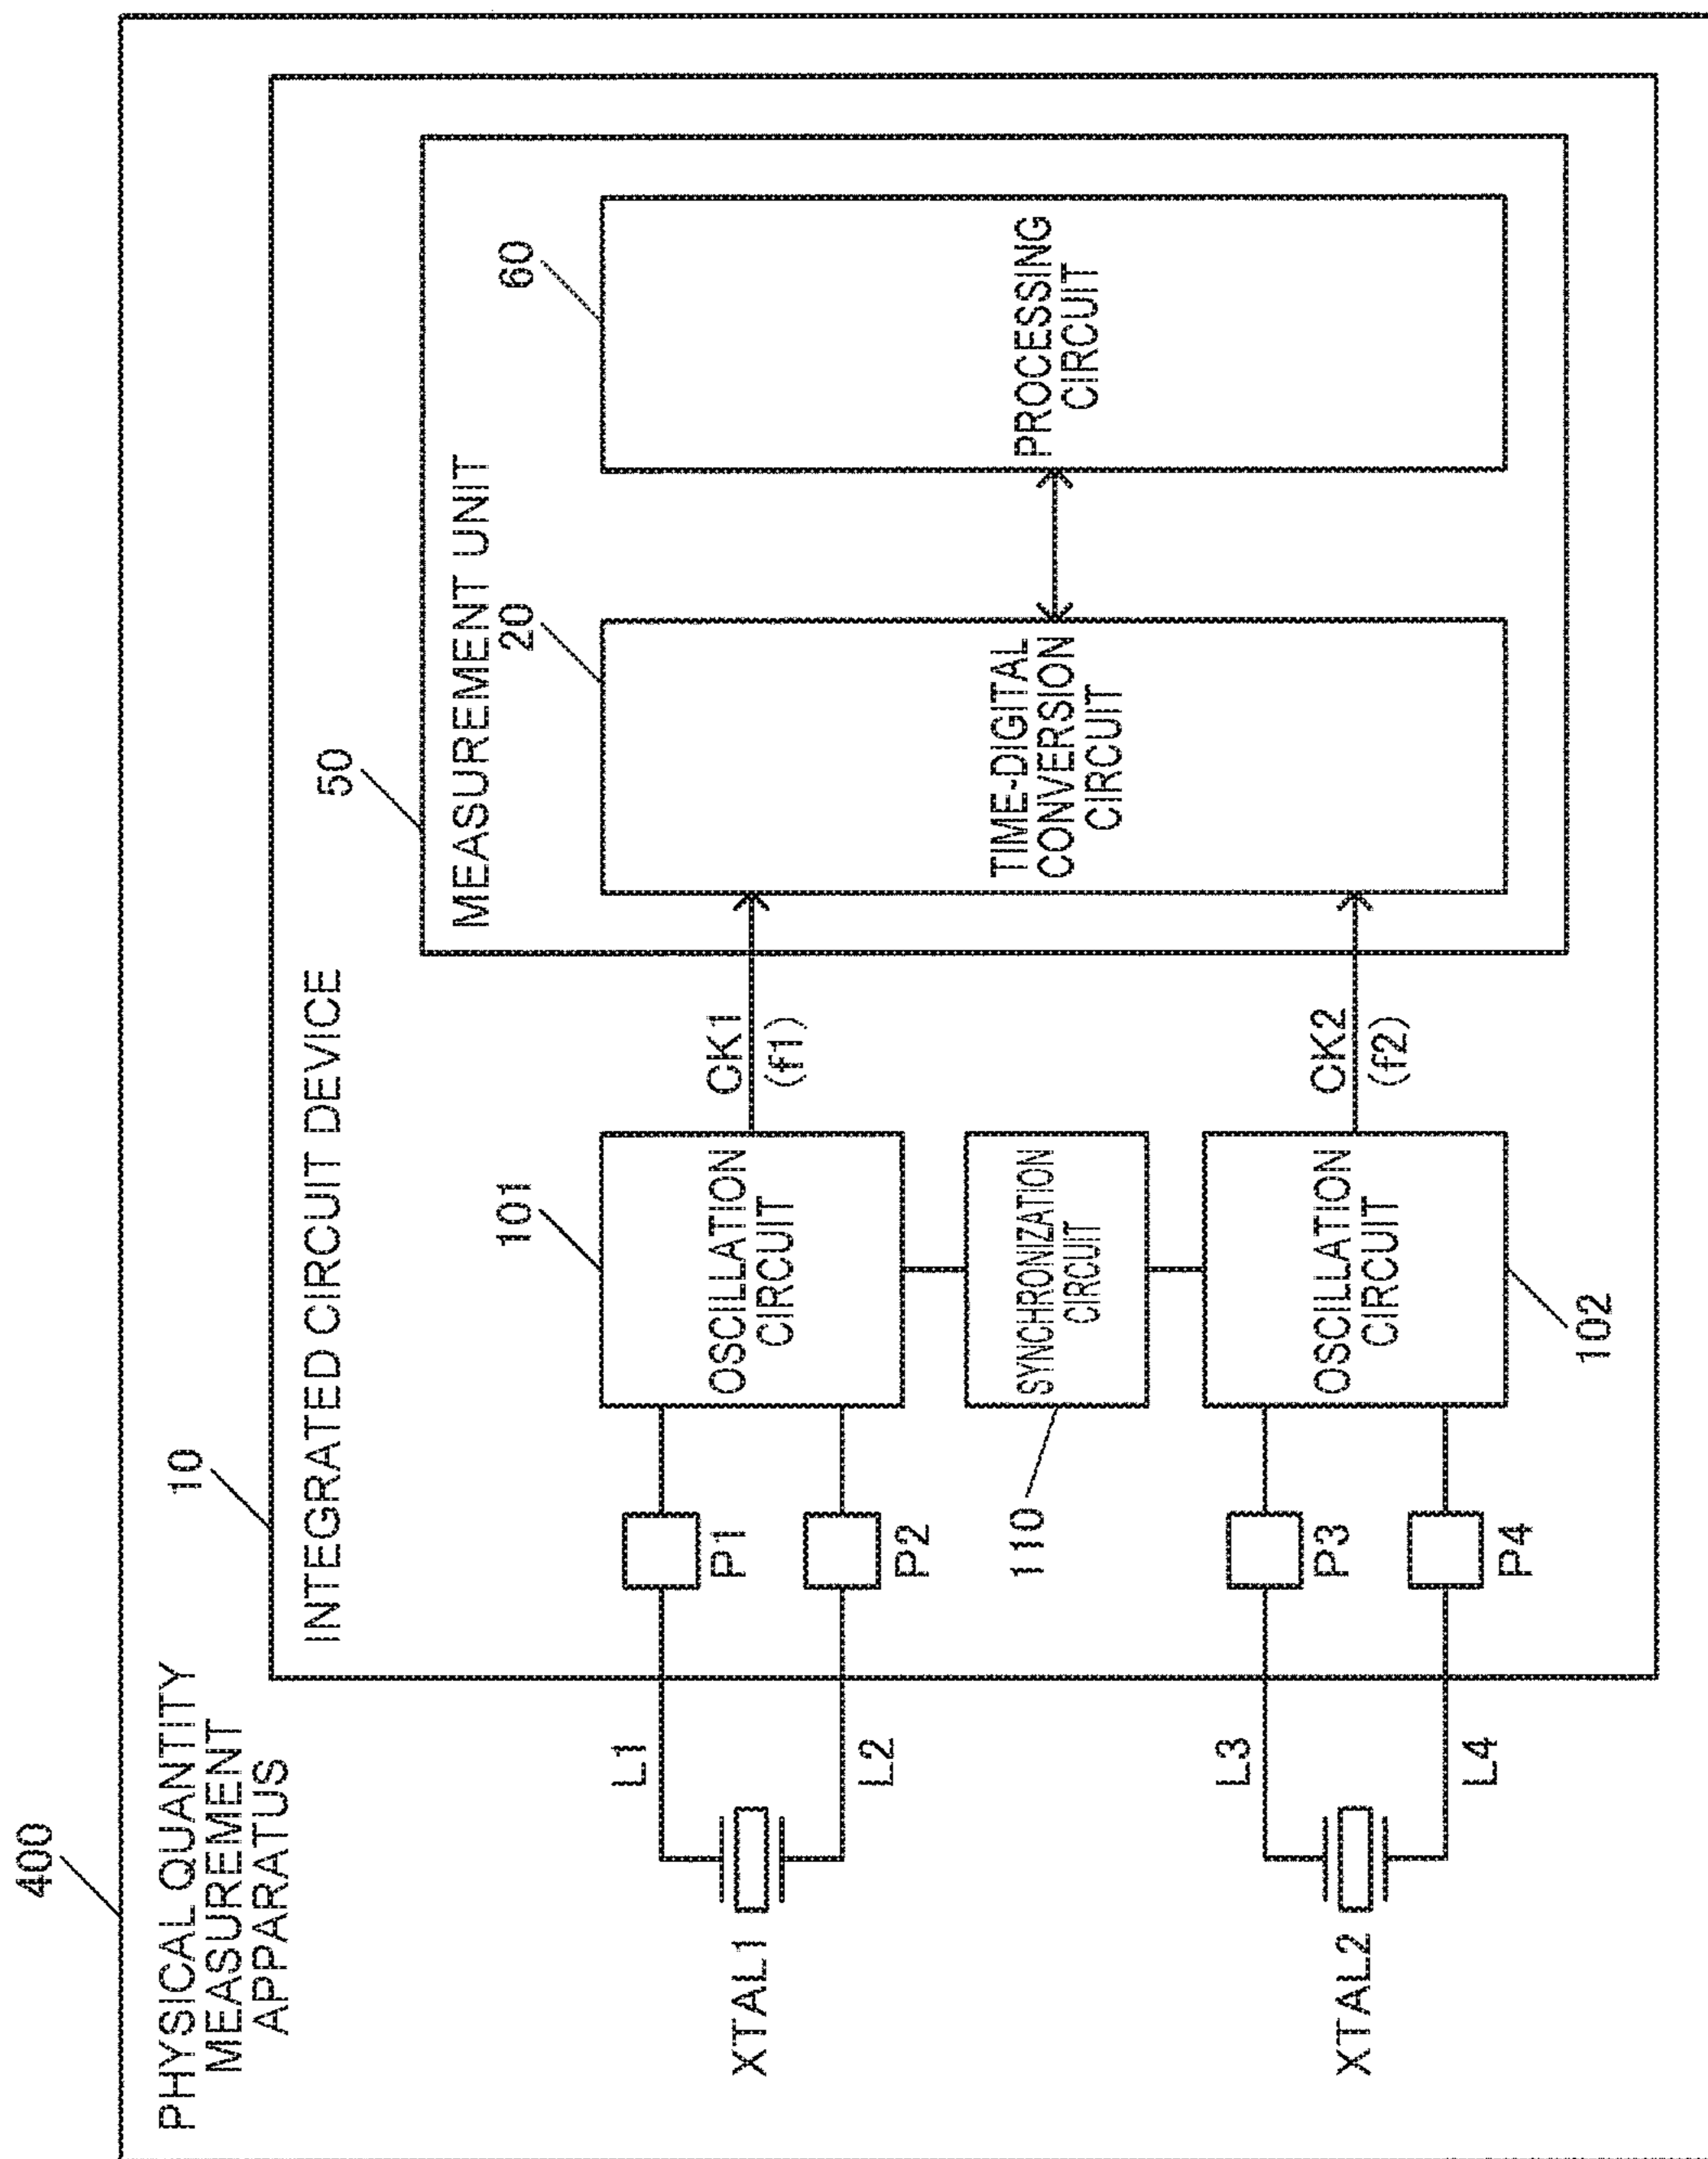 400
PHYSICAL QUANTITY
MEASUREMENT
APPARATUS
10
INTEGRATED CIRCUIT DEVICE
50
MEASUREMENT UNIT
XTAL1
L1
L2
P1
P2
101
OSCILLATION
CIRCUIT
CK1
(f1)
20
TIME-DIGITAL
CONVERSION
CIRCUIT
60
PROCESSING
CIRCUIT
110
SYNCHRONIZATION
CIRCUIT
XTAL2
L3
L4
P3
P4
OSCILLATION
CIRCUIT
102
CK2
(f2)